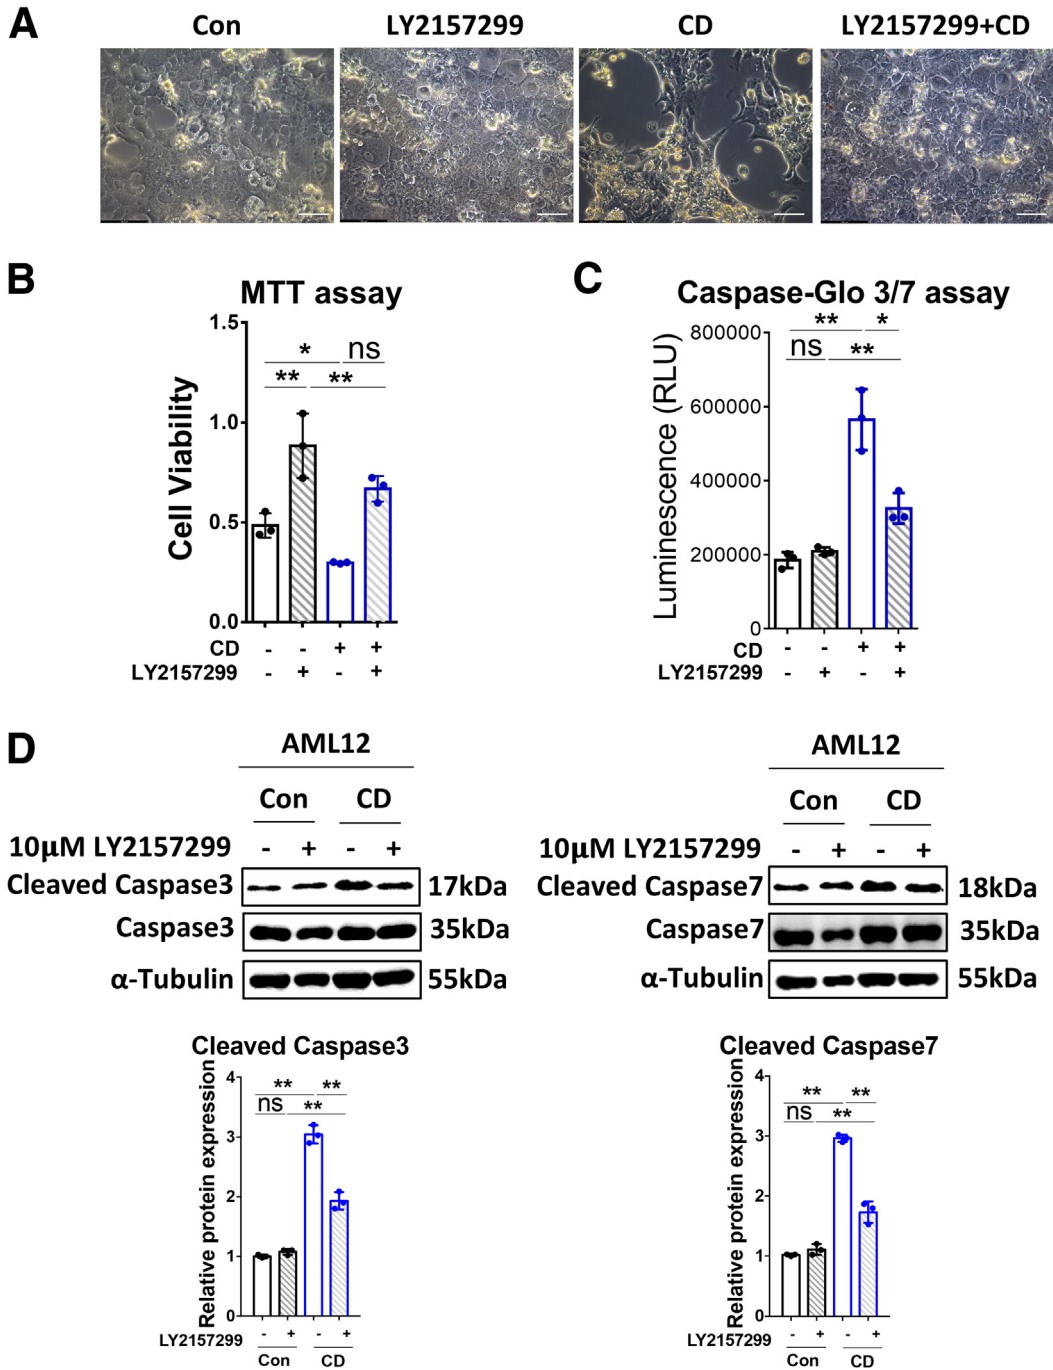 A
Con LY2157299 CD LY2157299+CD
B
MTT assay
Cell Viability
1.5
1.0
0.5
0.0
* ns
** **
CD - - + +
LY2157299 - + - +
C
Caspase-Glo 3/7 assay
Luminescence (RLU)
800000
600000
400000
200000
0
** *
ns **
CD - - + +
LY2157299 - + - +
D
AML12
Con CD
10μM LY2157299 - + - +
Cleaved Caspase3 17kDa
Caspase3 35kDa
α-Tubulin 55kDa
Cleaved Caspase3
Relative protein expression
4
3
2
1
0
** **
ns **
LY2157299 - + - +
Con CD
AML12
Con CD
10μM LY2157299 - + - +
Cleaved Caspase7 18kDa
Caspase7 35kDa
α-Tubulin 55kDa
Cleaved Caspase7
Relative protein expression
4
3
2
1
0
** **
ns **
LY2157299 - + - +
Con CD